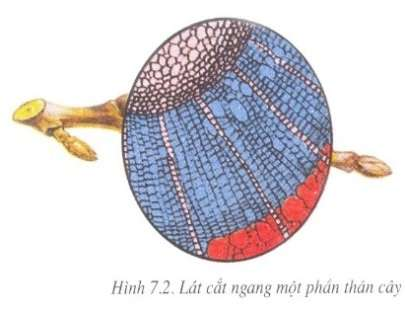 Hình 7.2. Lát cắt ngang một phần thân cây